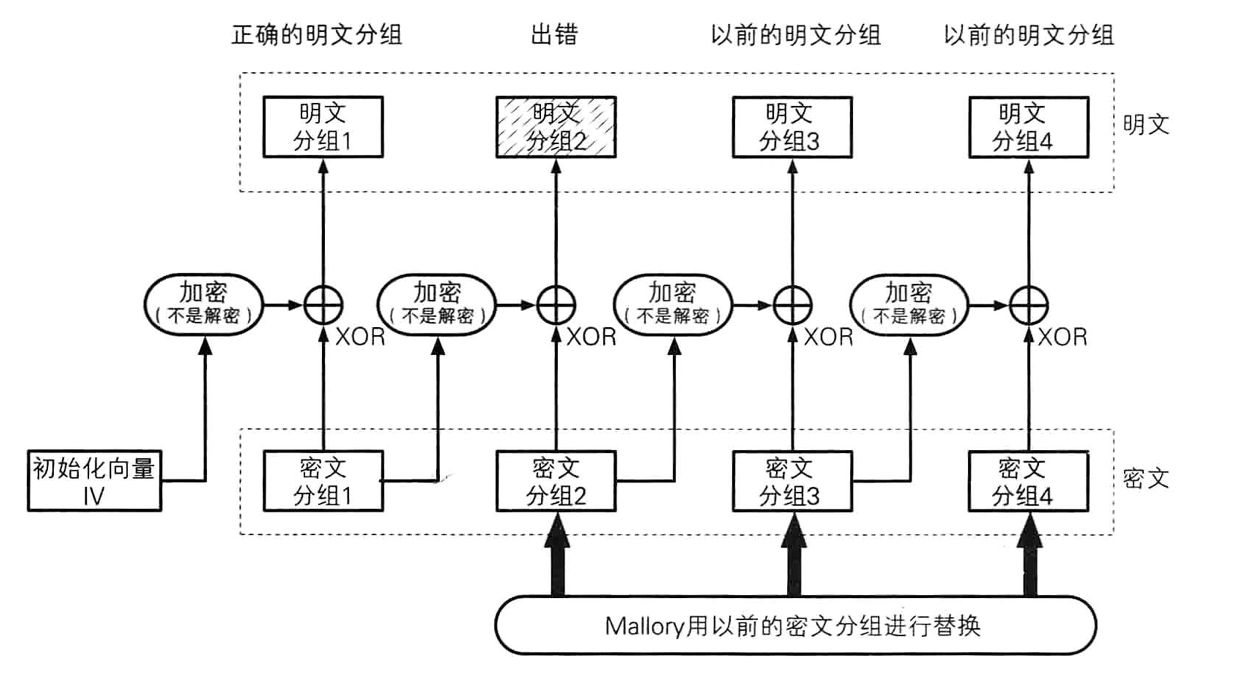 正确的明文分组
出错
以前的明文分组
以前的明文分组
明文
分组1
明文
分组2
明文
分组3
明文
分组4
明文
加密
(不是解密)
加密
(不是解密)
加密
(不是解密)
加密
(不是解密)
XOR
XOR
XOR
XOR
初始化向量
IV
密文
分组1
密文
分组2
密文
分组3
密文
分组4
密文
Mallory用以前的密文分组进行替换